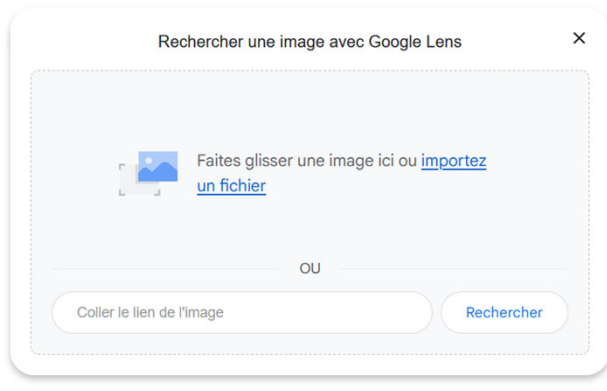 Rechercher une image avec Google Lens
Faites glisser une image ici ou importez
un fichier
OU
Coller le lien de l'image
Rechercher